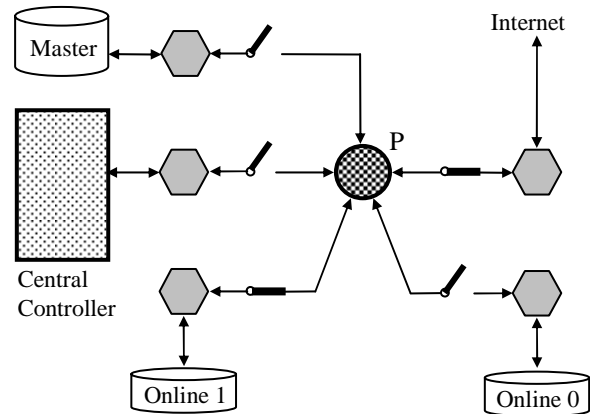 Internet
Master
P
Central
Controller
Online 1
Online 0